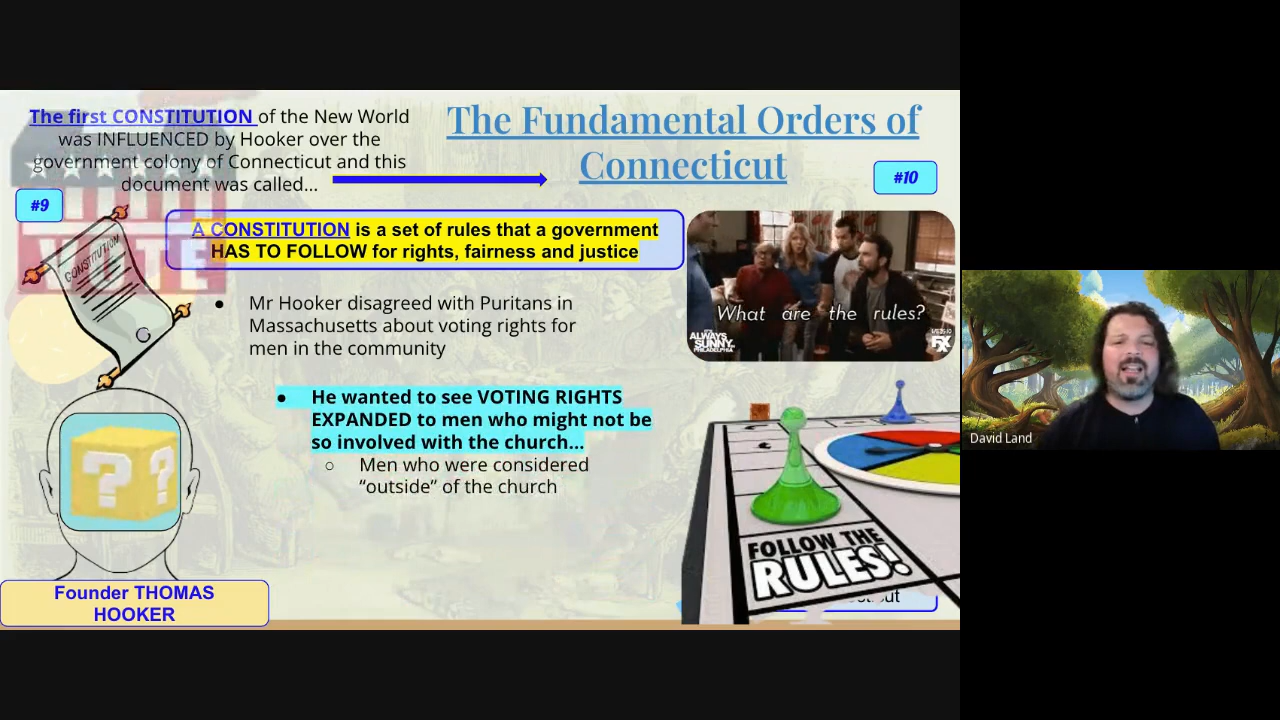 The first CONSTITUTION of the New World
was INFLUENCED by Hooker over the
government colony of Connecticut and this
document was called...
The Fundamental Orders of
Connecticut
#10
#9
VOTE
CONSTITUTION
A CONSTITUTION is a set of rules that a government
HAS TO FOLLOW for rights, fairness and justice
What are the rules?
IT'S
ALWAYS
SUNNY
PHILADELPHIA
FX
● Mr Hooker disagreed with Puritans in
Massachusetts about voting rights for
men in the community
● He wanted to see VOTING RIGHTS
EXPANDED to men who might not be
so involved with the church...
○ Men who were considered
“outside” of the church
? ?
FOLLOW THE
RULES!
Founder THOMAS
HOOKER
David Land